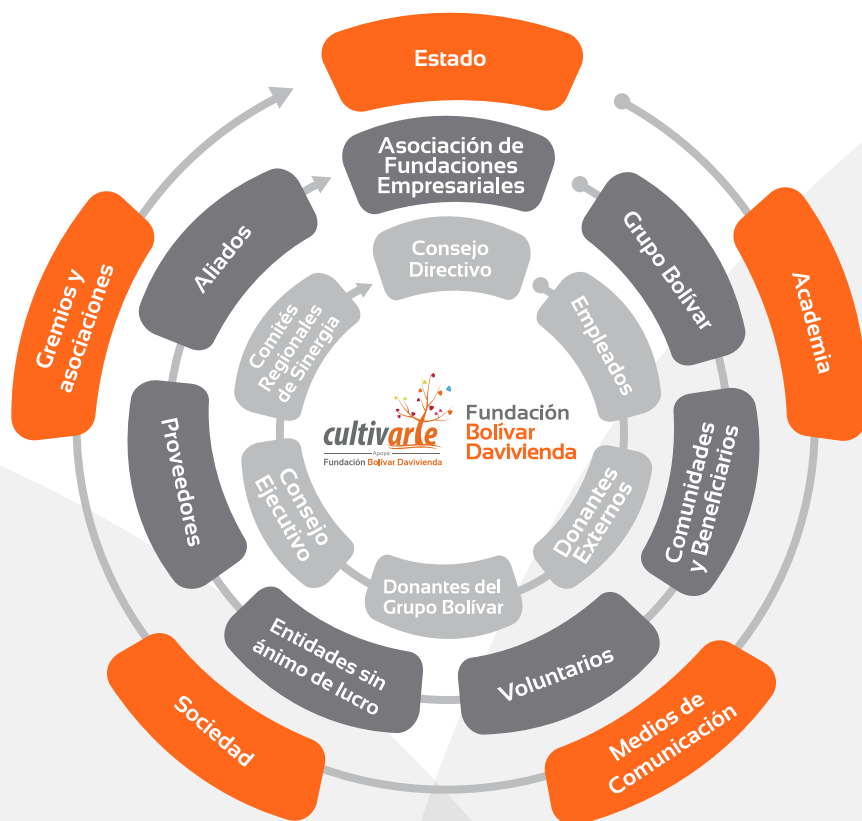 Estado
Academia
Medios de
Comunicación
Sociedad
Gremios y
asociaciones
Asociación de
Fundaciones
Empresariales
Grupo Bolívar
Comunidades
y Beneficiarios
Voluntarios
Entidades sin
ánimo de lucro
Proveedores
Aliados
Consejo
Directivo
Empleados
Donantes
Externos
Donantes del
Grupo Bolívar
Consejo
Ejecutivo
Comités
Regionales
de Sinergia
cultivarte
Apoya:
Fundación Bolívar Davivienda
Fundación
Bolívar
Davivienda